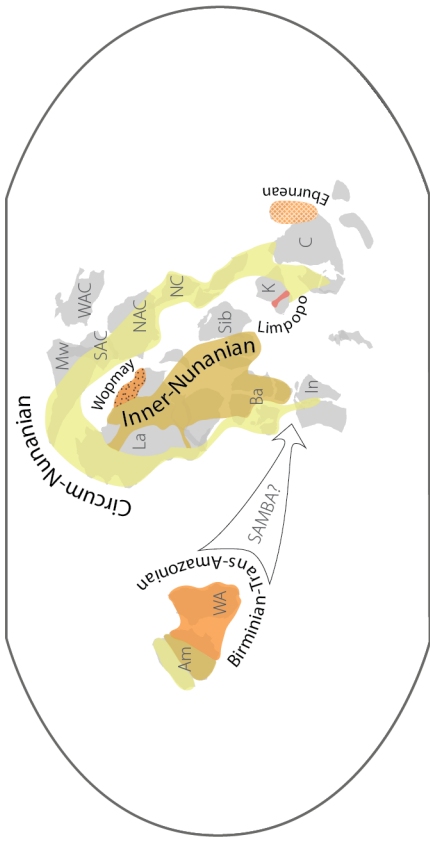 Eburnean
C
K
Limpopo
WAC
NC
NAC
Sib
SAC
Mw
Wopmay
Inner-Nunanian
Circum-Nunanian
La
Ba
In
SAMBA?
Birminian-Trans-Amazonian
WA
Am